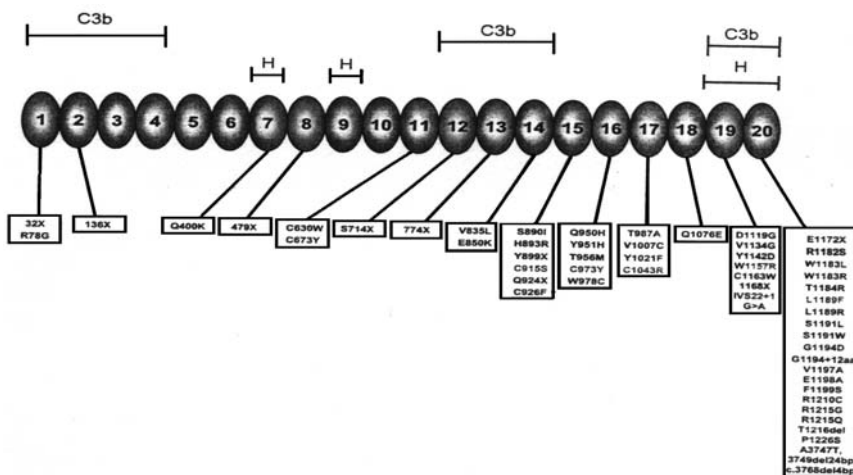 C3b
C3b
C3b
H
H
H
1 2 3 4 5 6 7 8 9 10 11 12 13 14 15 16 17 18 19 20
32X
R78G
136X
Q400K
479X
C630W
C673Y
S714X
774X
V835L
E850K
S890I
H893R
Y899X
C915S
Q924X
C926F
Q950H
Y951H
T956M
C973Y
W978C
T987A
V1007C
Y1021F
C1043R
Q1076E
D1119G
V1134G
Y1142D
W1157R
C1163W
1168X
IVS22+1
G>A
E1172X
R1182S
W1183L
W1183R
T1184R
L1189F
L1189R
S1191L
S1191W
G1194D
G1194+12aa
V1197A
E1198A
F1199S
R1210C
R1215G
R1215Q
T1216del
P1226S
A3747T,
3749del24bp
c.3768del4bp